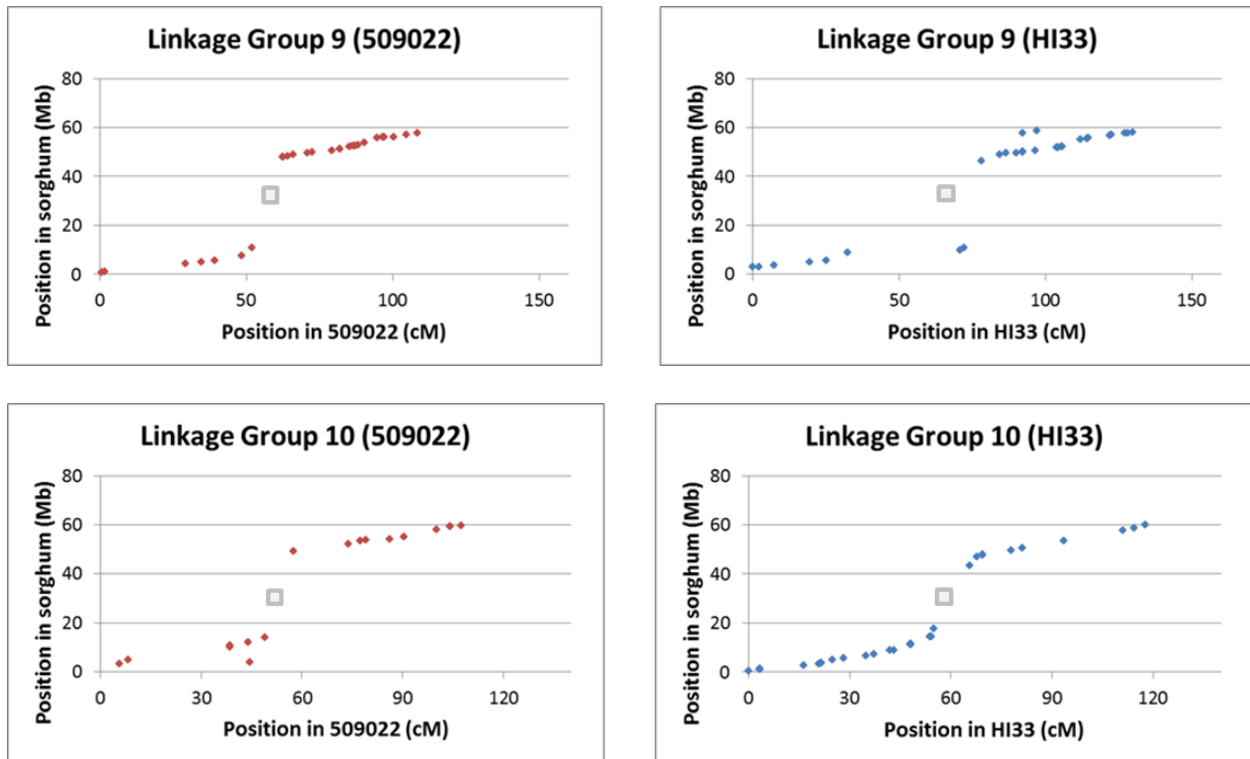 Linkage Group 9 (509022)
Position in sorghum (Mb)
80
60
40
20
0
0 50 100 150
Position in 509022 (cM)
Linkage Group 9 (HI33)
Position in sorghum (Mb)
80
60
40
20
0
0 50 100 150
Position in HI33 (cM)
Linkage Group 10 (509022)
Position in sorghum (Mb)
80
60
40
20
0
0 30 60 90 120
Position in 509022 (cM)
Linkage Group 10 (HI33)
Position in sorghum (Mb)
80
60
40
20
0
0 30 60 90 120
Position in HI33 (cM)